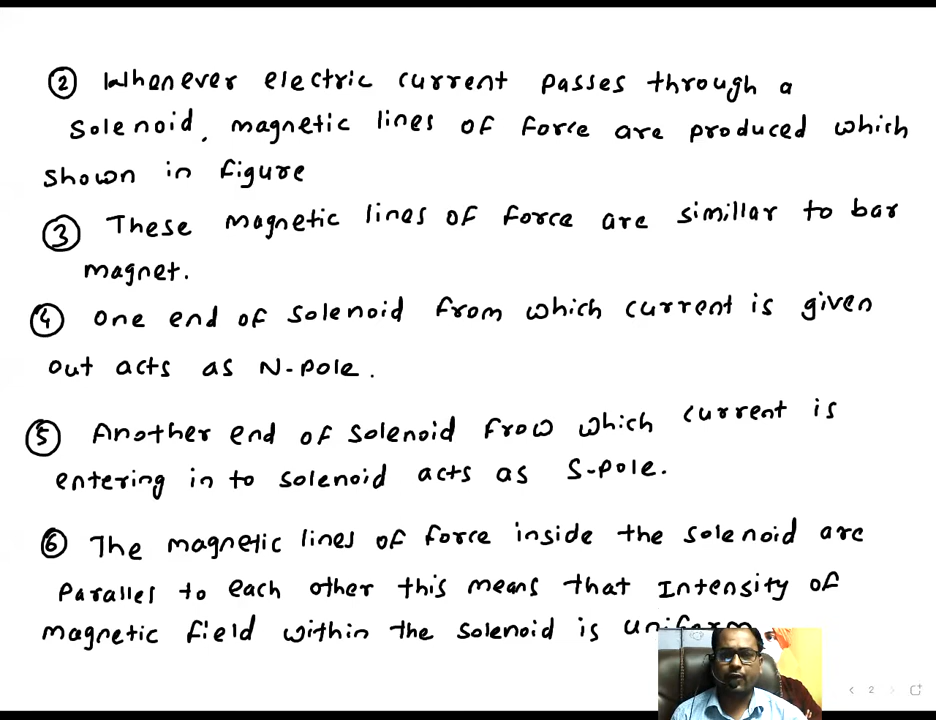 2 Whenever electric current passes through a
Solenoid, magnetic lines of force are produced which
shown in figure
3 These magnetic lines of force are simillar to bar
magnet.
4 One end of solenoid from which current is given
out acts as N-pole.
5 Another end of solenoid from which current is
entering in to solenoid acts as S-pole.
6 The magnetic lines of force inside the solenoid are
Parallel to each other this means that Intensity of
magnetic field within the solenoid is uniform
< 2 >